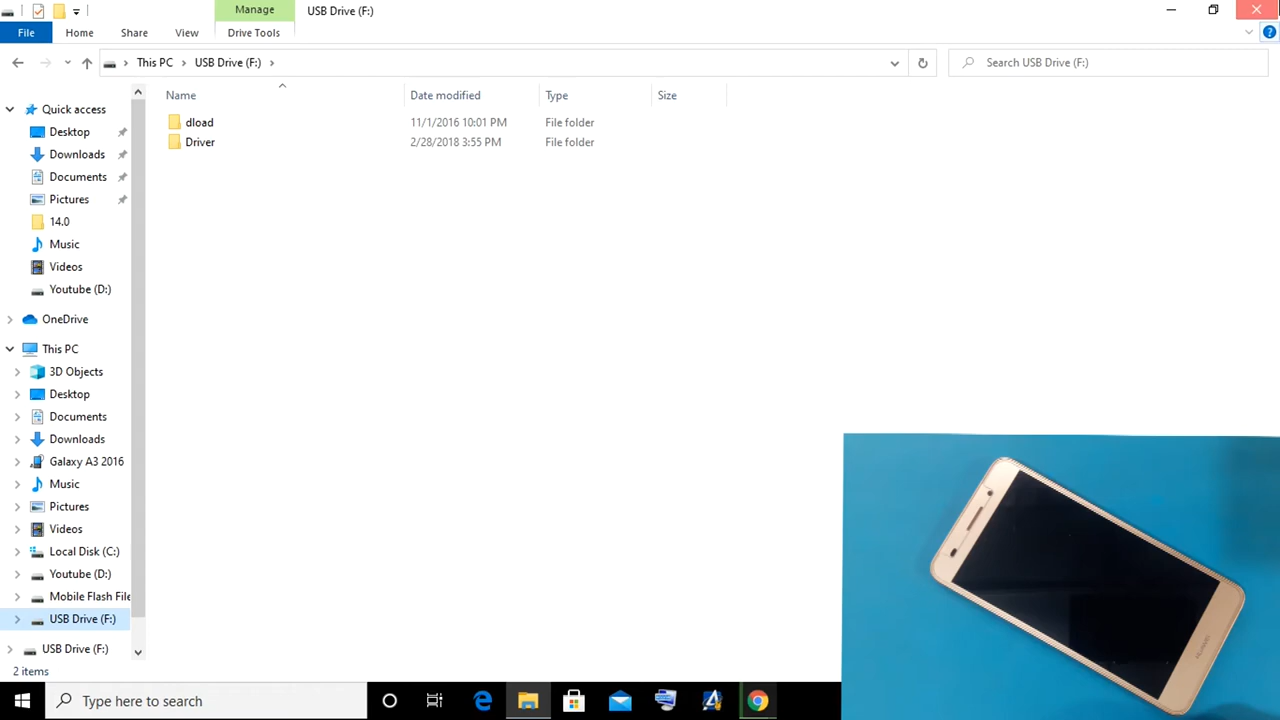 Manage
USB Drive (F:)
File
Home
Share
View
Drive Tools
This PC
USB Drive (F:)
Search USB Drive (F:)
Name
Date modified
Type
Size
dload
11/1/2016 10:01 PM
File folder
Driver
2/28/2018 3:55 PM
File folder
Quick access
Desktop
Downloads
Documents
Pictures
14.0
Music
Videos
Youtube (D:)
OneDrive
This PC
3D Objects
Desktop
Documents
Downloads
Galaxy A3 2016
Music
Pictures
Videos
Local Disk (C:)
Youtube (D:)
Mobile Flash File
USB Drive (F:)
USB Drive (F:)
2 items
Type here to search
HUAWEI